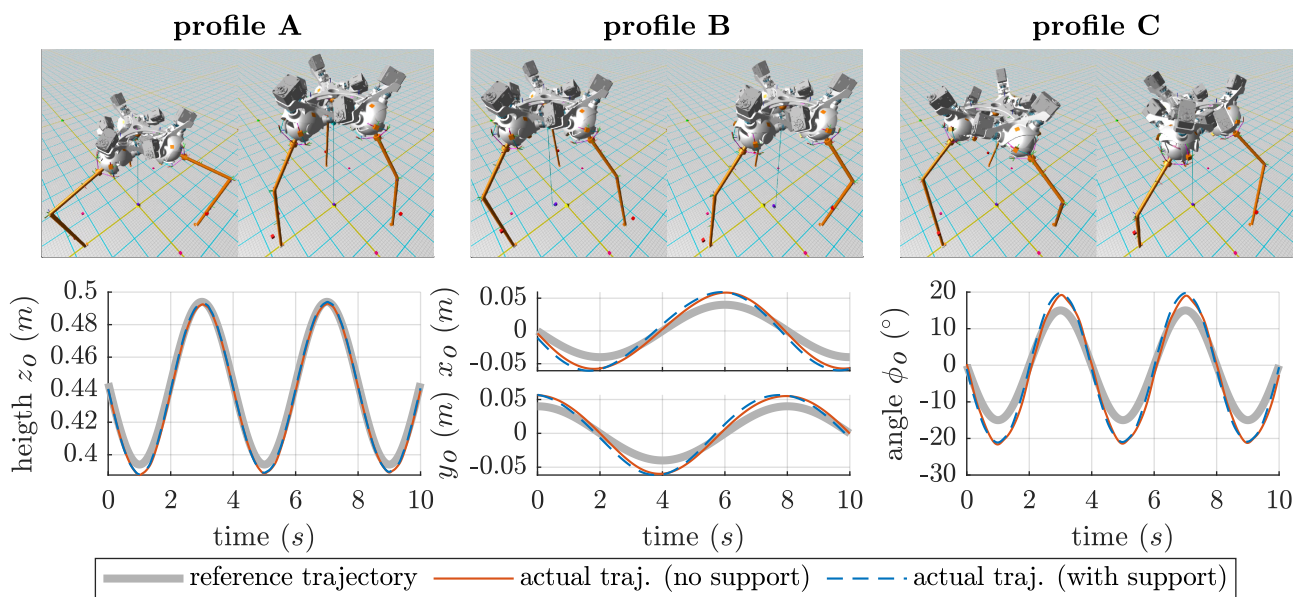 profile A
profile B
profile C
heigth z_o (m)
0.5
0.48
0.46
0.44
0.42
0.4
0 2 4 6 8 10
time (s)
x_o (m)
0.05
0
-0.05
y_o (m)
0.05
0
-0.05
0 2 4 6 8 10
time (s)
angle ϕ_o (°)
20
10
0
-10
-20
-30
0 2 4 6 8 10
time (s)
reference trajectory actual traj. (no support) actual traj. (with support)